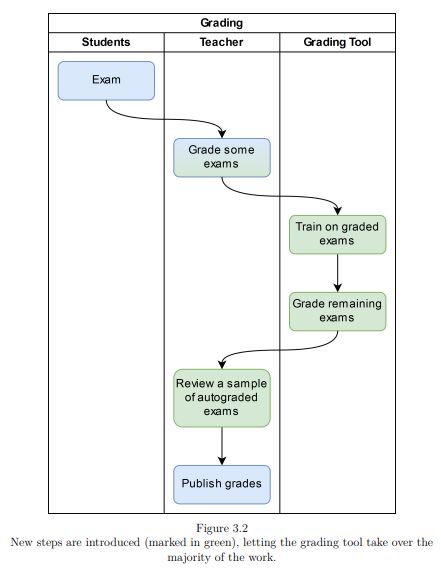 Grading
Students
Teacher
Grading Tool
Exam
Grade some
exams
Train on graded
exams
Grade remaining
exams
Review a sample
of autograded
exams
Publish grades
Figure 3.2
New steps are introduced (marked in green), letting the grading tool take over the
majority of the work.